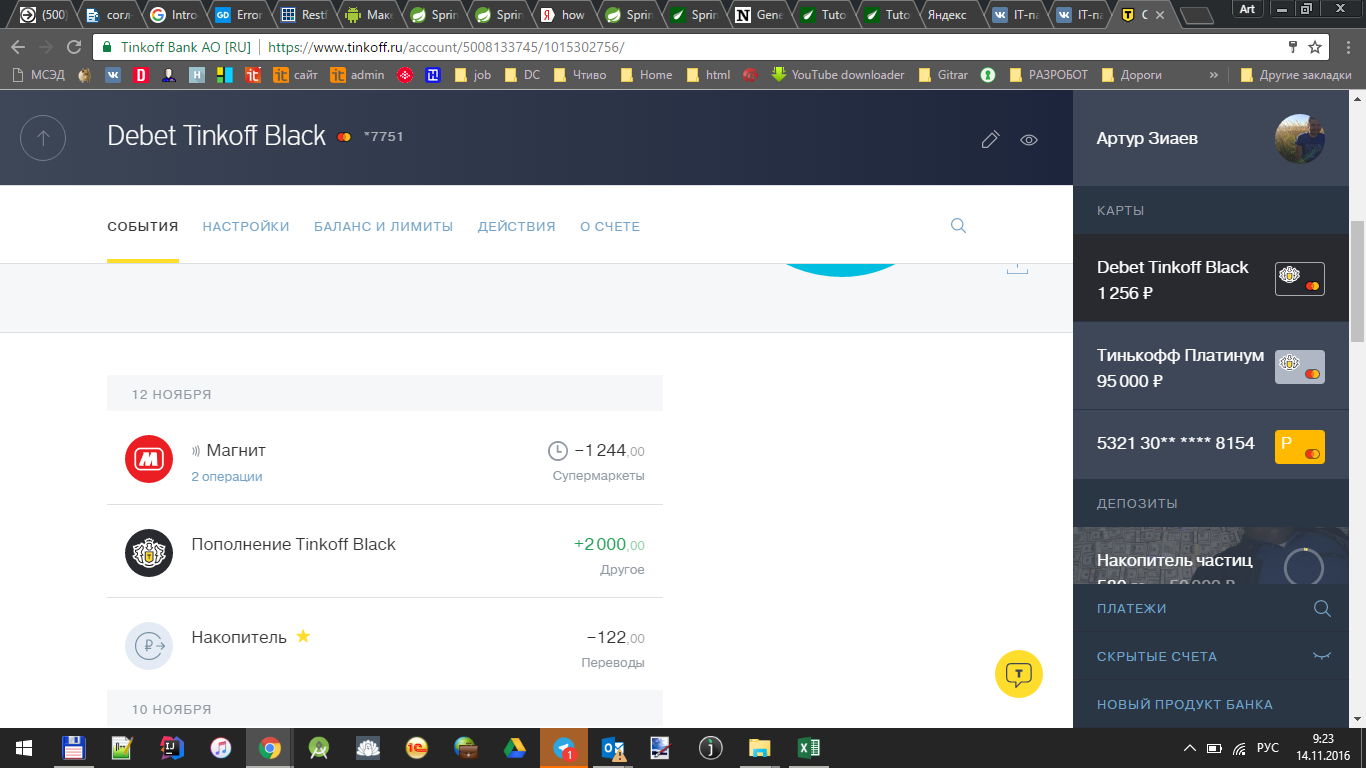 (500)
согл
Intro
Error
Rest
Маке
Sprin
Sprin
how
Sprin
Sprin
Gene
Tuto
Tuto
Яндекс
IT-па
IT-па
Art
Tinkoff Bank AO [RU] https://www.tinkoff.ru/account/5008133745/1015302756/
МСЭД сайт admin job DC Чтиво Home html YouTube downloader Gitrar РАЗРОБОТ Дороги » Другие закладки
Debet Tinkoff Black *7751
Артур Зиаев
СОБЫТИЯ НАСТРОЙКИ БАЛАНС И ЛИМИТЫ ДЕЙСТВИЯ О СЧЕТЕ
КАРТЫ
Debet Tinkoff Black
1 256 ₽
Тинькофф Платинум
95 000 ₽
5321 30** **** 8154
P
ДЕПОЗИТЫ
Накопитель частиц
ПЛАТЕЖИ
СКРЫТЫЕ СЧЕТА
НОВЫЙ ПРОДУКТ БАНКА
12 НОЯБРЯ
Магнит −1 244,00
2 операции Супермаркеты
Пополнение Tinkoff Black +2 000,00
Другое
Накопитель −122,00
Переводы
10 НОЯБРЯ
РУС
9:23
14.11.2016